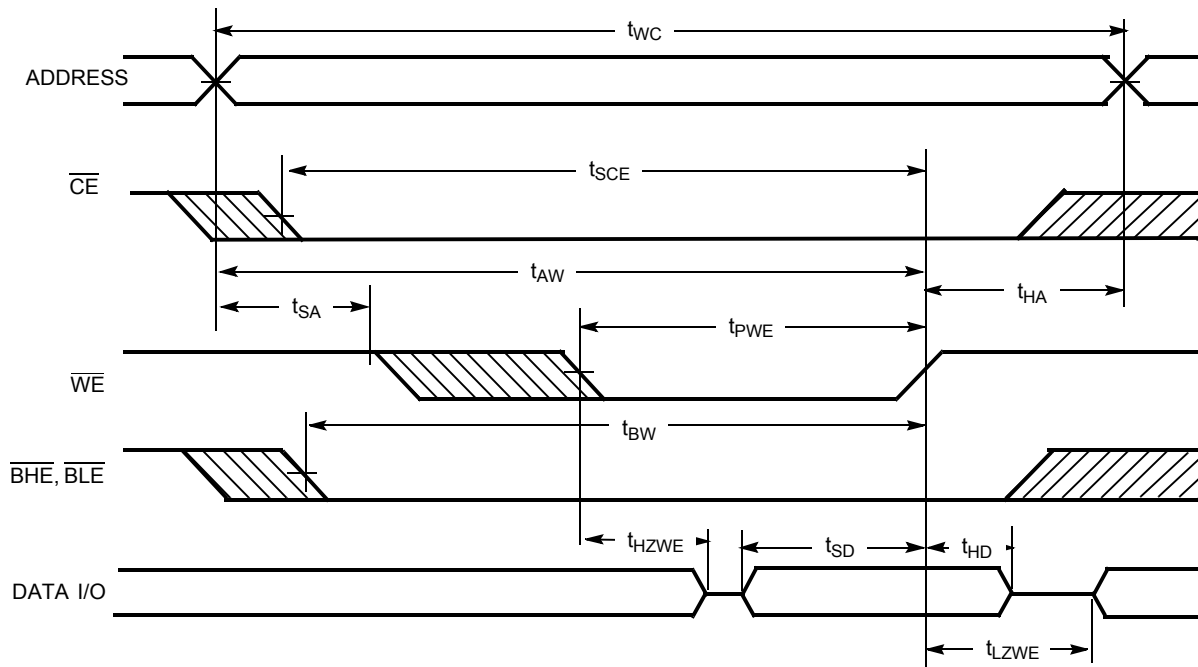 tWC
ADDRESS
tSCE
CE
tAW
tSA
tHA
tPWE
WE
tBW
BHE, BLE
tHZWE
tSD
tHD
DATA I/O
tLZWE